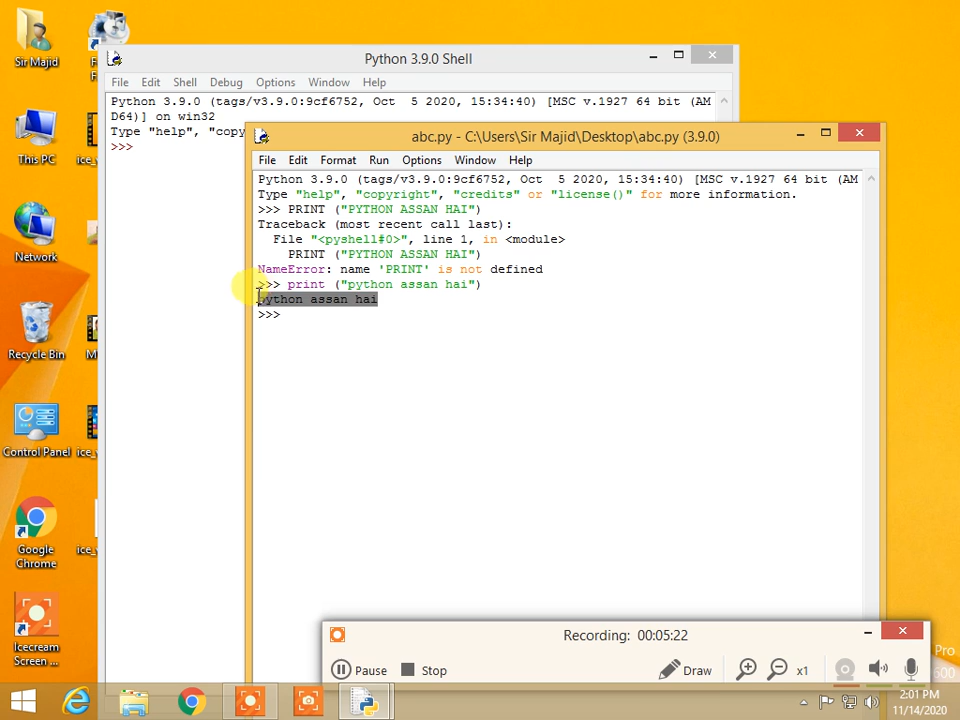 Sir Majid
This PC
Network
Recycle Bin
Control Panel
Google
Chrome
Icecream
Screen ...
Python 3.9.0 Shell
File Edit Shell Debug Options Window Help
Python 3.9.0 (tags/v3.9.0:9cf6752, Oct  5 2020, 15:34:40) [MSC v.1927 64 bit (AM
D64)] on win32
Type "help", "copy
>>>
abc.py - C:\Users\Sir Majid\Desktop\abc.py (3.9.0)
File Edit Format Run Options Window Help
Python 3.9.0 (tags/v3.9.0:9cf6752, Oct  5 2020, 15:34:40) [MSC v.1927 64 bit (AM
Type "help", "copyright", "credits" or "license()" for more information.
>>> PRINT ("PYTHON ASSAN HAI")
Traceback (most recent call last):
  File "<pyshell#0>", line 1, in <module>
    PRINT ("PYTHON ASSAN HAI")
NameError: name 'PRINT' is not defined
>>> print ("python assan hai")
python assan hai
>>>
Recording: 00:05:22
Pause Stop Draw x1
Pro
2:01 PM
11/14/2020